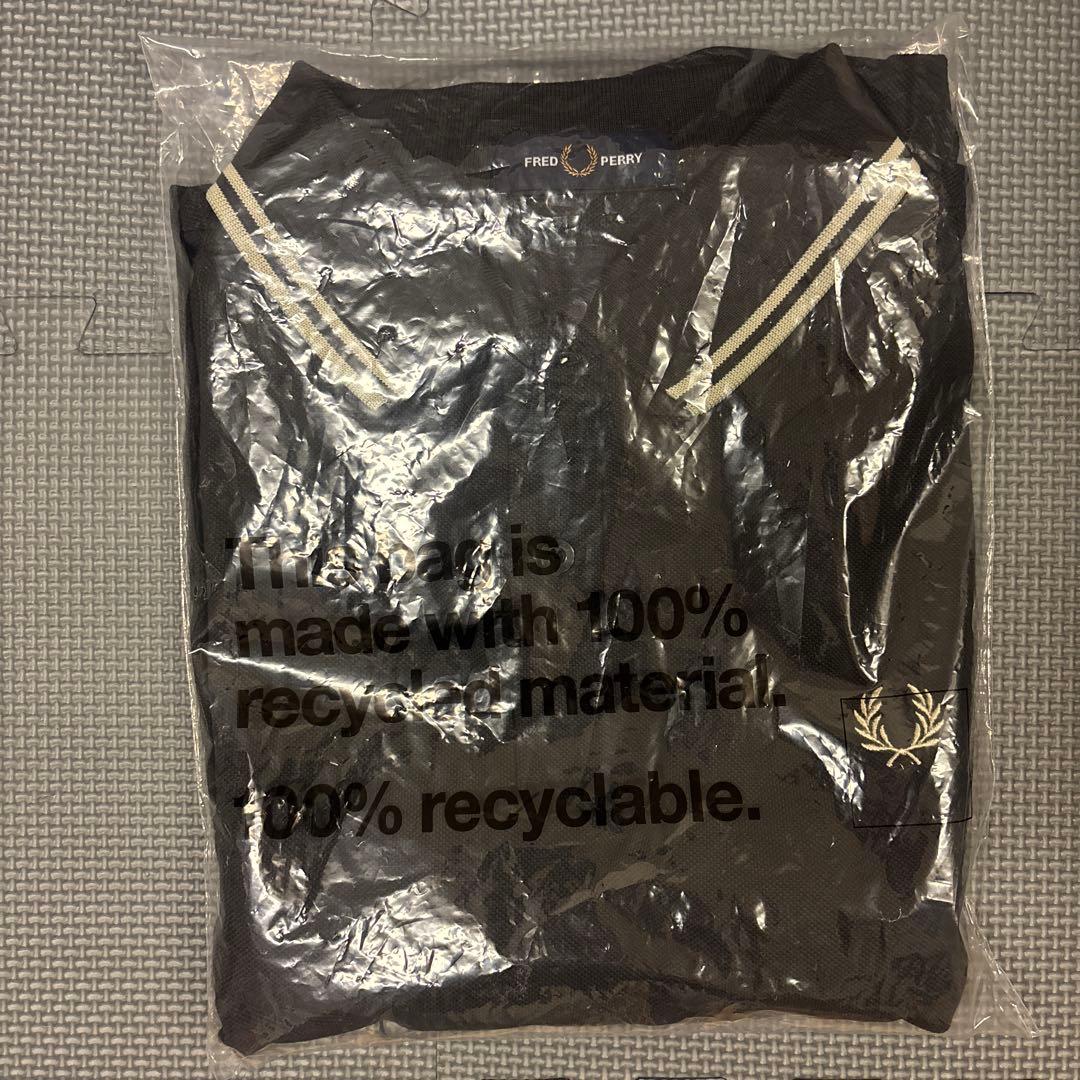 FRED PERRY
This bag is
made with 100%
recycled material.
100% recyclable.